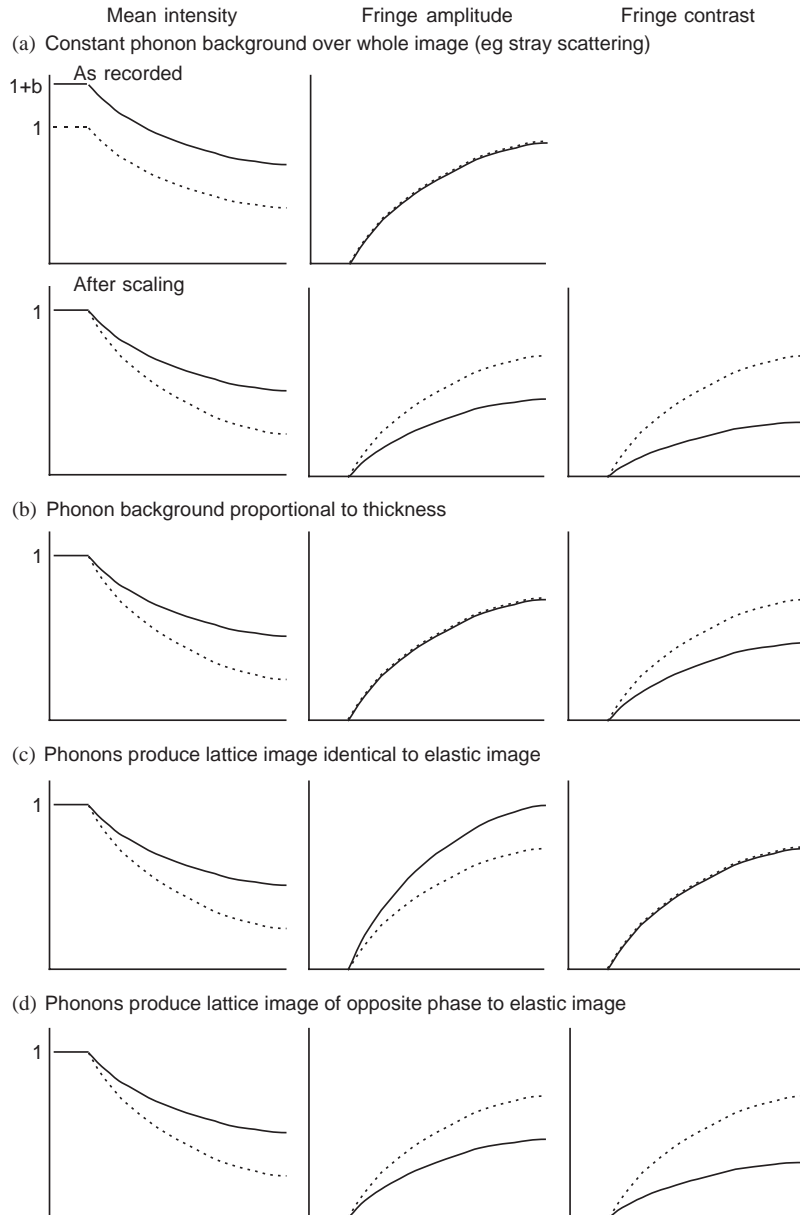 Mean intensity Fringe amplitude Fringe contrast
(a) Constant phonon background over whole image (eg stray scattering)
As recorded
1+b
1
After scaling
1
(b) Phonon background proportional to thickness
1
(c) Phonons produce lattice image identical to elastic image
1
(d) Phonons produce lattice image of opposite phase to elastic image
1